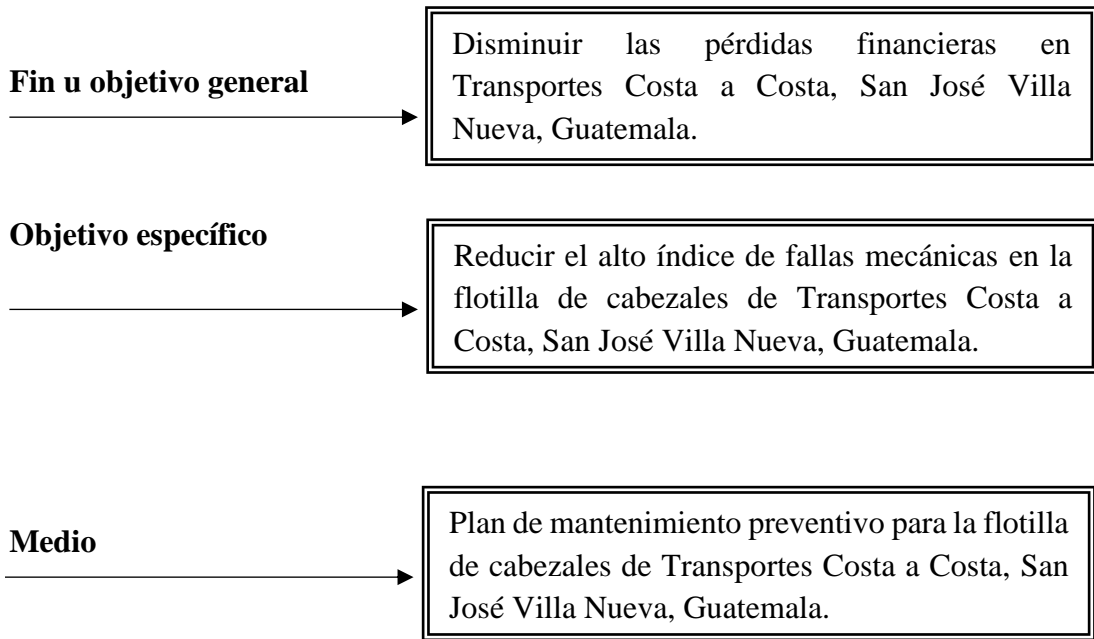 Fin u objetivo general
Disminuir las pérdidas financieras en
Transportes Costa a Costa, San José Villa
Nueva, Guatemala.
Objetivo específico
Reducir el alto índice de fallas mecánicas en la
flotilla de cabezales de Transportes Costa a
Costa, San José Villa Nueva, Guatemala.
Medio
Plan de mantenimiento preventivo para la flotilla
de cabezales de Transportes Costa a Costa, San
José Villa Nueva, Guatemala.